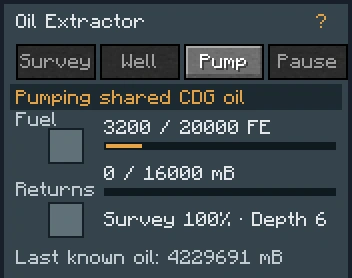 Oil Extractor ?
Survey Well Pump Pause
Pumping shared CDG oil
Fuel
3200 / 20000 FE
0 / 16000 mB
Returns
Survey 100% · Depth 6
Last known oil: 4229691 mB